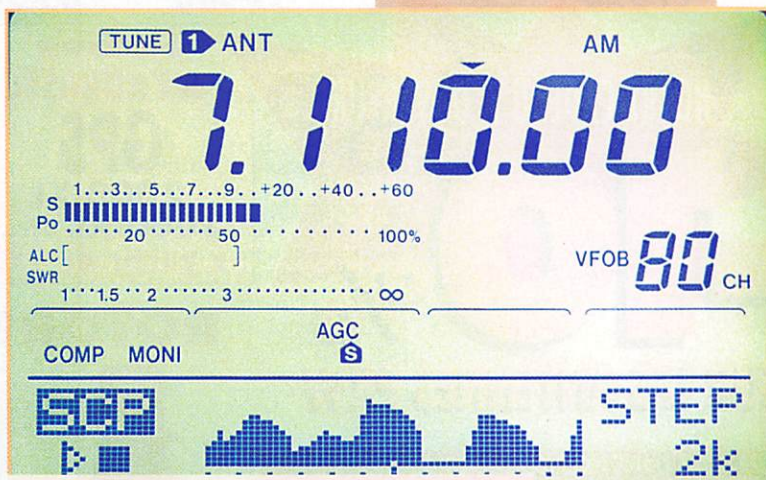 TUNE 1 ANT AM
7.110.00
1...3...5...7...9..+20..+40..+60
S
Po
20 50 100%
ALC [ ]
SWR
1····1.5··2······3··············∞
VFOB 80 CH
AGC
COMP MONI S
SCP STEP
2k